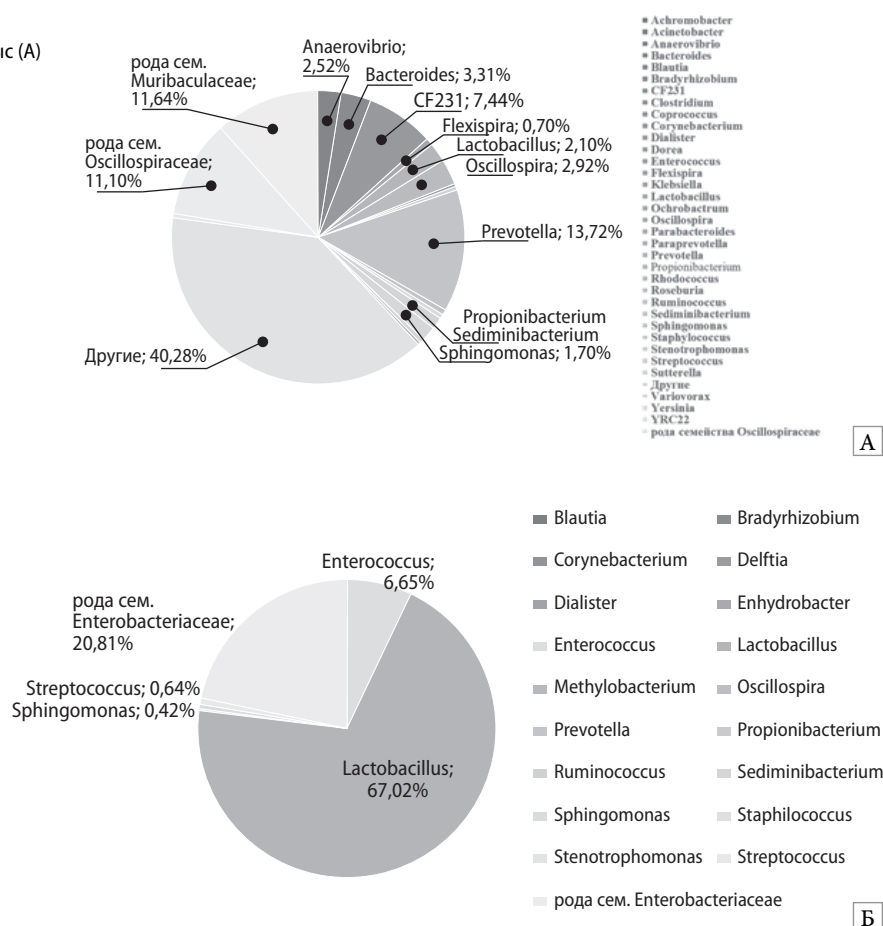 ıс (А)
рода сем.
Muribaculaceae;
11,64%
Anaerovibrio;
2,52%
Bacteroides; 3,31%
CF231; 7,44%
Flexispira; 0,70%
Lactobacillus; 2,10%
Oscillospira; 2,92%
рода сем.
Oscillospiraceae;
11,10%
Prevotella; 13,72%
Propionibacterium
Sediminibacterium
Sphingomonas; 1,70%
Другие; 40,28%
Achromobacter
Acinetobacter
Anaerovibrio
Bacteroides
Blautia
Bradyrhizobium
CF231
Clostridium
Coprococcus
Corynebacterium
Dialister
Dorea
Enterococcus
Flexispira
Klebsiella
Lactobacillus
Ochrobactrum
Oscillospira
Parabacteroides
Paraprevotella
Prevotella
Propionibacterium
Rhodococcus
Roseburia
Ruminococcus
Sediminibacterium
Sphingomonas
Staphylococcus
Stenotrophomonas
Streptococcus
Sutterella
Другие
Variovorax
Yersinia
YRC22
рода семейства Oscillospiraceae
А
Enterococcus;
6,65%
рода сем.
Enterobacteriaceae;
20,81%
Streptococcus; 0,64%
Sphingomonas; 0,42%
Lactobacillus;
67,02%
Blautia Bradyrhizobium
Corynebacterium Delftia
Dialister Enhydrobacter
Enterococcus Lactobacillus
Methylobacterium Oscillospira
Prevotella Propionibacterium
Ruminococcus Sediminibacterium
Sphingomonas Staphilococcus
Stenotrophomonas Streptococcus
рода сем. Enterobacteriaceae
Б